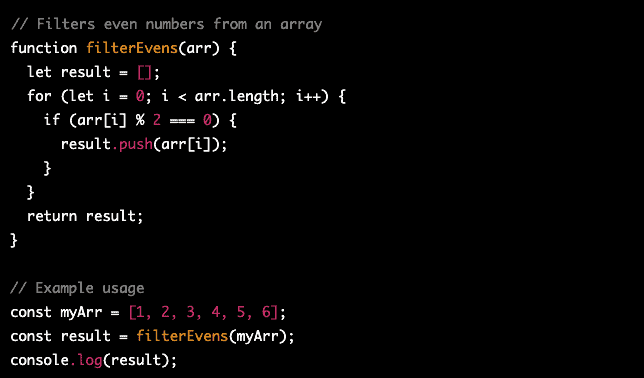 // Filters even numbers from an array
function filterEvens(arr) {
  let result = [];
  for (let i = 0; i < arr.length; i++) {
    if (arr[i] % 2 === 0) {
      result.push(arr[i]);
    }
  }
  return result;
}

// Example usage
const myArr = [1, 2, 3, 4, 5, 6];
const result = filterEvens(myArr);
console.log(result);